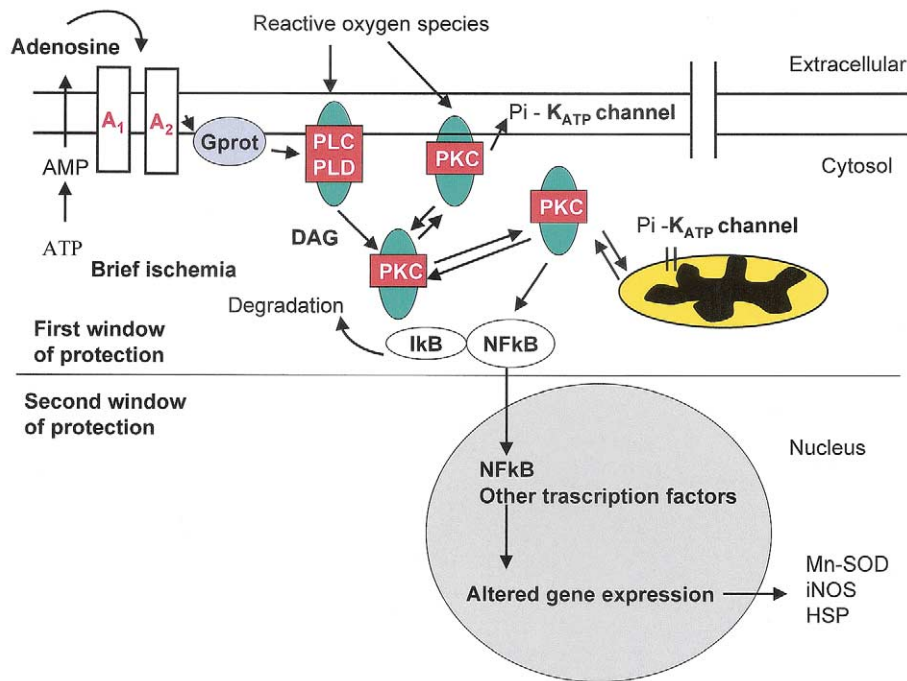 Reactive oxygen species
Adenosine
Extracellular
A1
A2
Gprot
PLC
PLD
PKC
Pi - KATP channel
AMP
Cytosol
ATP
DAG
PKC
PKC
Pi -KATP channel
Brief ischemia
Degradation
IkB
NFkB
First window
of protection
Second window
of protection
Nucleus
NFkB
Other trascription factors
Altered gene expression
Mn-SOD
iNOS
HSP